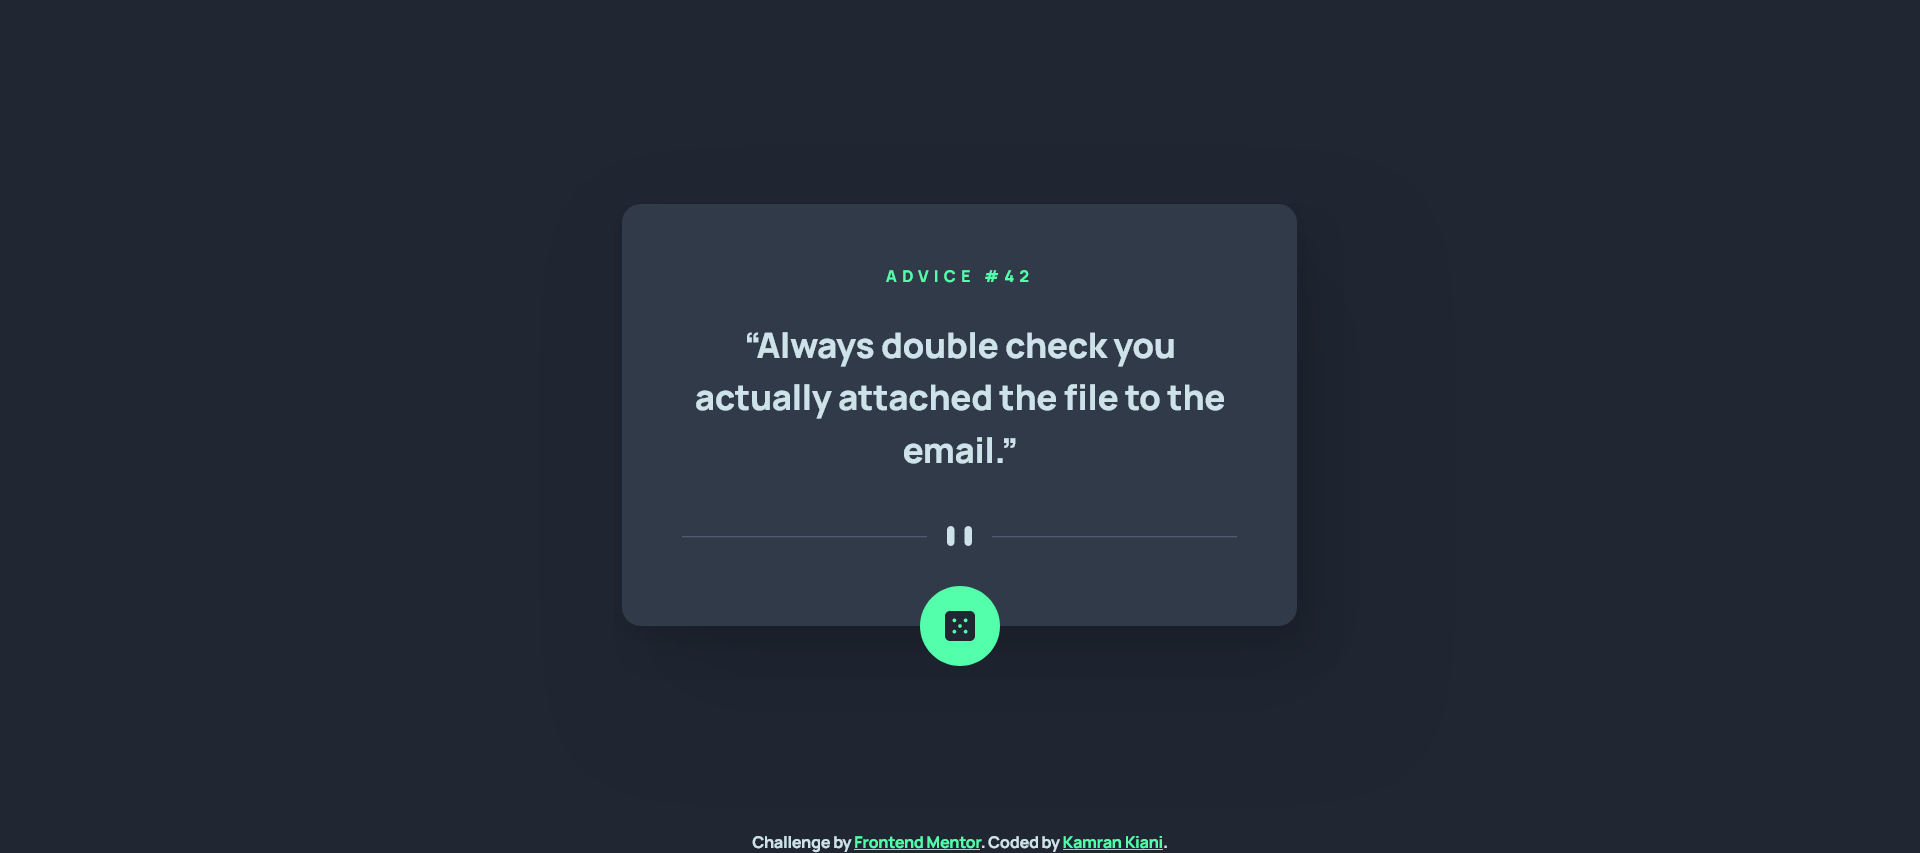 ADVICE #42
“Always double check you
actually attached the file to the
email.”
Challenge by Frontend Mentor. Coded by Kamran Kiani.